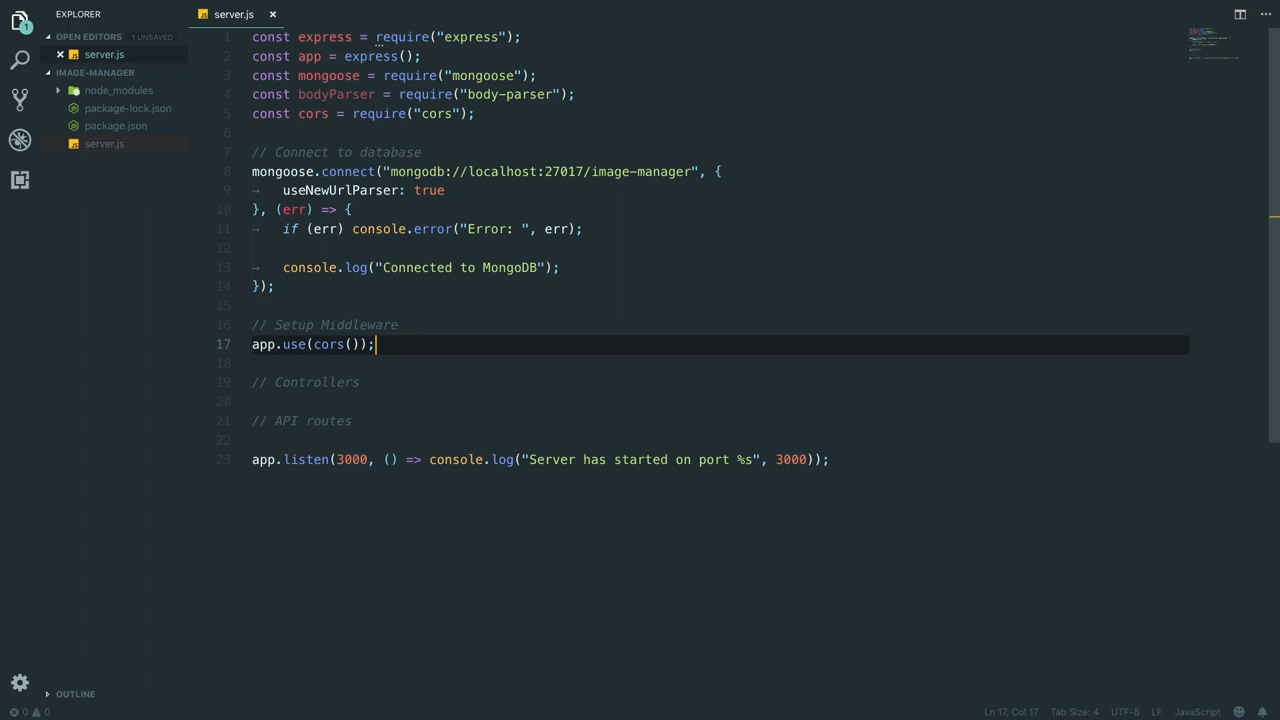 EXPLORER
OPEN EDITORS 1 UNSAVED
server.js
IMAGE-MANAGER
node_modules
package-lock.json
package.json
server.js
1
server.js
1 const express = require("express");
2 const app = express();
3 const mongoose = require("mongoose");
4 const bodyParser = require("body-parser");
5 const cors = require("cors");
6
7 // Connect to database
8 mongoose.connect("mongodb://localhost:27017/image-manager", {
9 useNewUrlParser: true
10 }, (err) => {
11 if (err) console.error("Error: ", err);
12
13 console.log("Connected to MongoDB");
14 });
15
16 // Setup Middleware
17 app.use(cors());
18
19 // Controllers
20
21 // API routes
22
23 app.listen(3000, () => console.log("Server has started on port %s", 3000));
OUTLINE
0 0
Ln 17, Col 17 Tab Size: 4 UTF-8 LF JavaScript